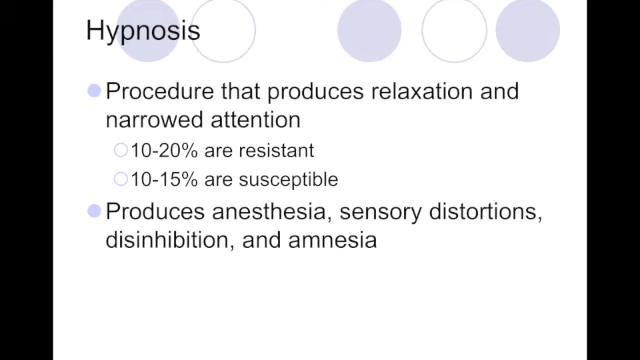 Hypnosis
Procedure that produces relaxation and
narrowed attention
10-20% are resistant
10-15% are susceptible
Produces anesthesia, sensory distortions,
disinhibition, and amnesia